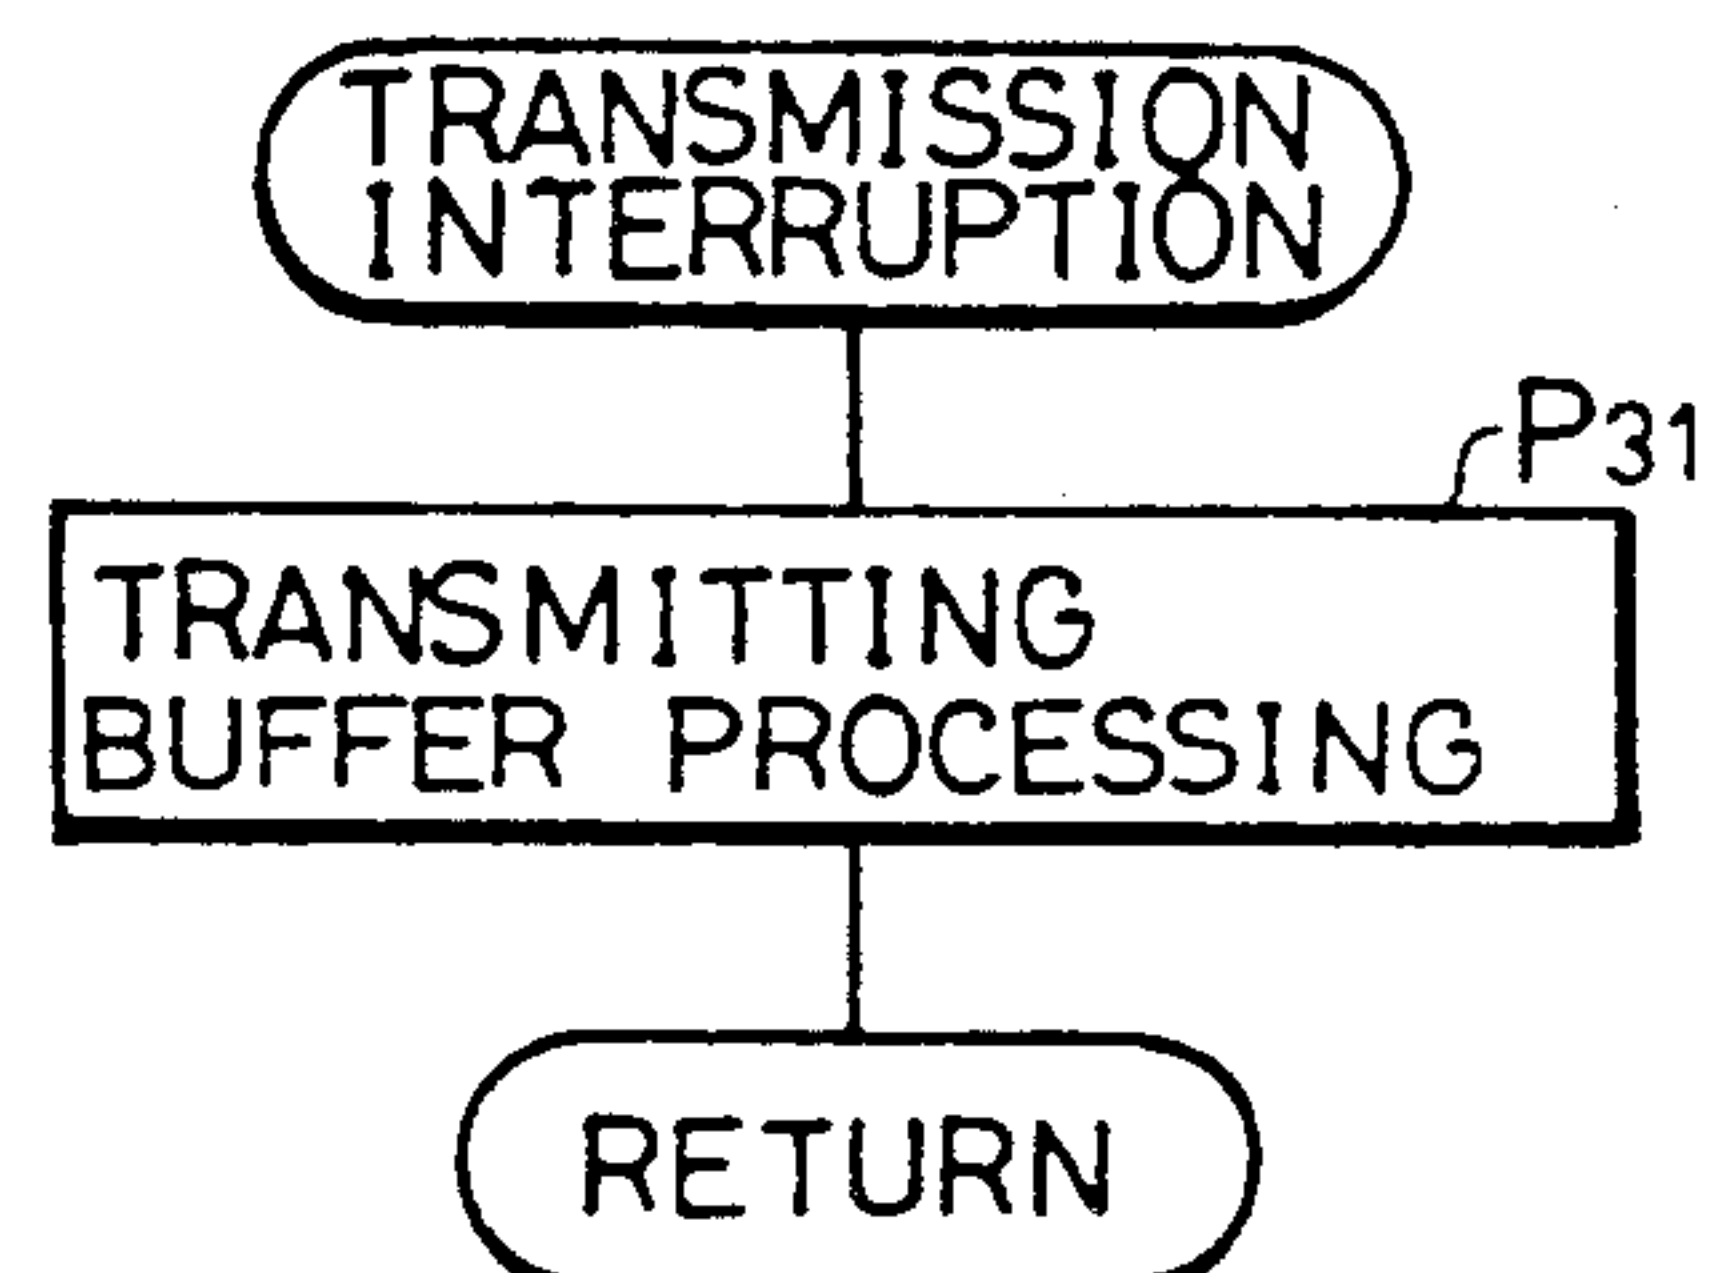 TRANSMISSION
INTERRUPTION
P31
TRANSMITTING
BUFFER PROCESSING
RETURN